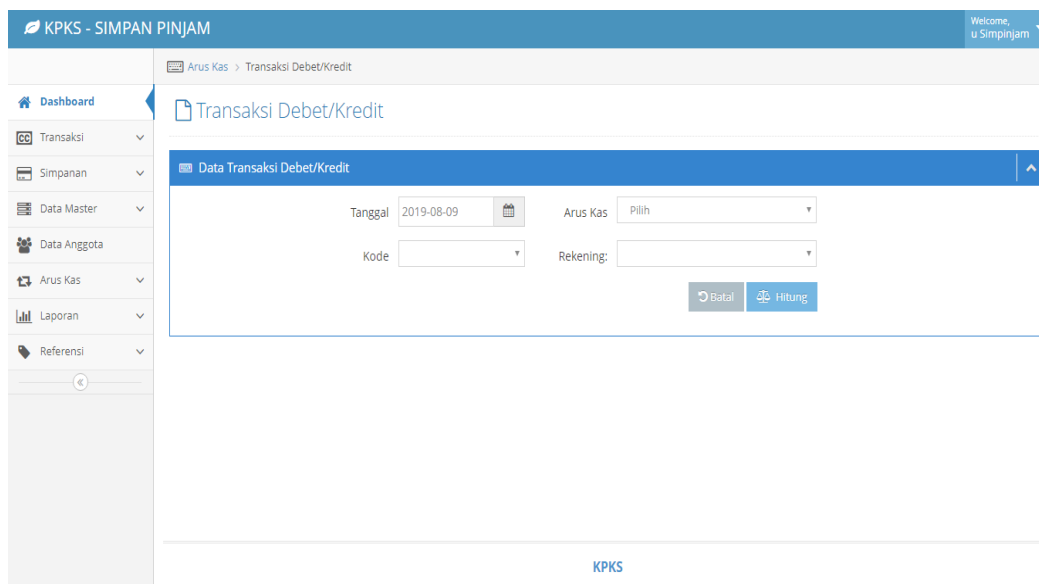 KPKS - SIMPAN PINJAM
Welcome,
u Simpinjam
Arus Kas > Transaksi Debet/Kredit
Dashboard
Transaksi
Simpanan
Data Master
Data Anggota
Arus Kas
Laporan
Referensi
Transaksi Debet/Kredit
Data Transaksi Debet/Kredit
Tanggal 2019-08-09 Arus Kas Pilih
Kode Rekening:
Batal Hitung
KPKS